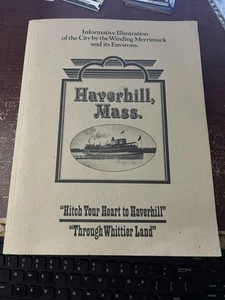 Informative Illustration
of the City by the Winding Merrimack
and its Environs.
Haverhill,
Mass.
"Hitch Your Heart to Haverhill"
"Through Whittier Land"